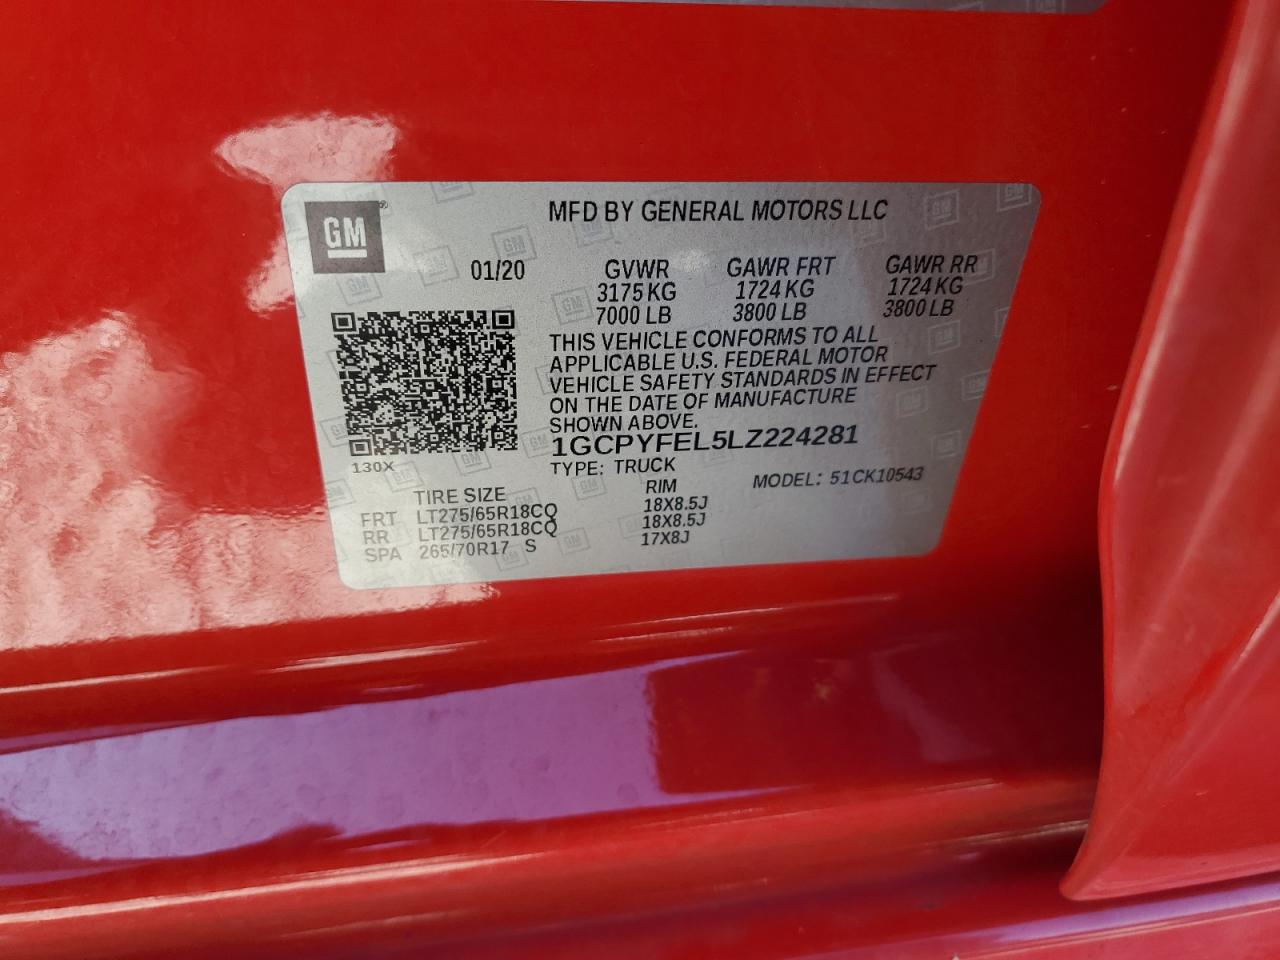 GM®
MFD BY GENERAL MOTORS LLC
01/20 GVWR GAWR FRT GAWR RR
3175 KG 1724 KG 1724 KG
7000 LB 3800 LB 3800 LB
THIS VEHICLE CONFORMS TO ALL
APPLICABLE U.S. FEDERAL MOTOR
VEHICLE SAFETY STANDARDS IN EFFECT
ON THE DATE OF MANUFACTURE
SHOWN ABOVE.
1GCPYFEL5LZ224281
130X
TYPE: TRUCK MODEL: 51CK10543
TIRE SIZE RIM
FRT LT275/65R18CQ 18X8.5J
RR LT275/65R18CQ 18X8.5J
SPA 265/70R17 S 17X8J